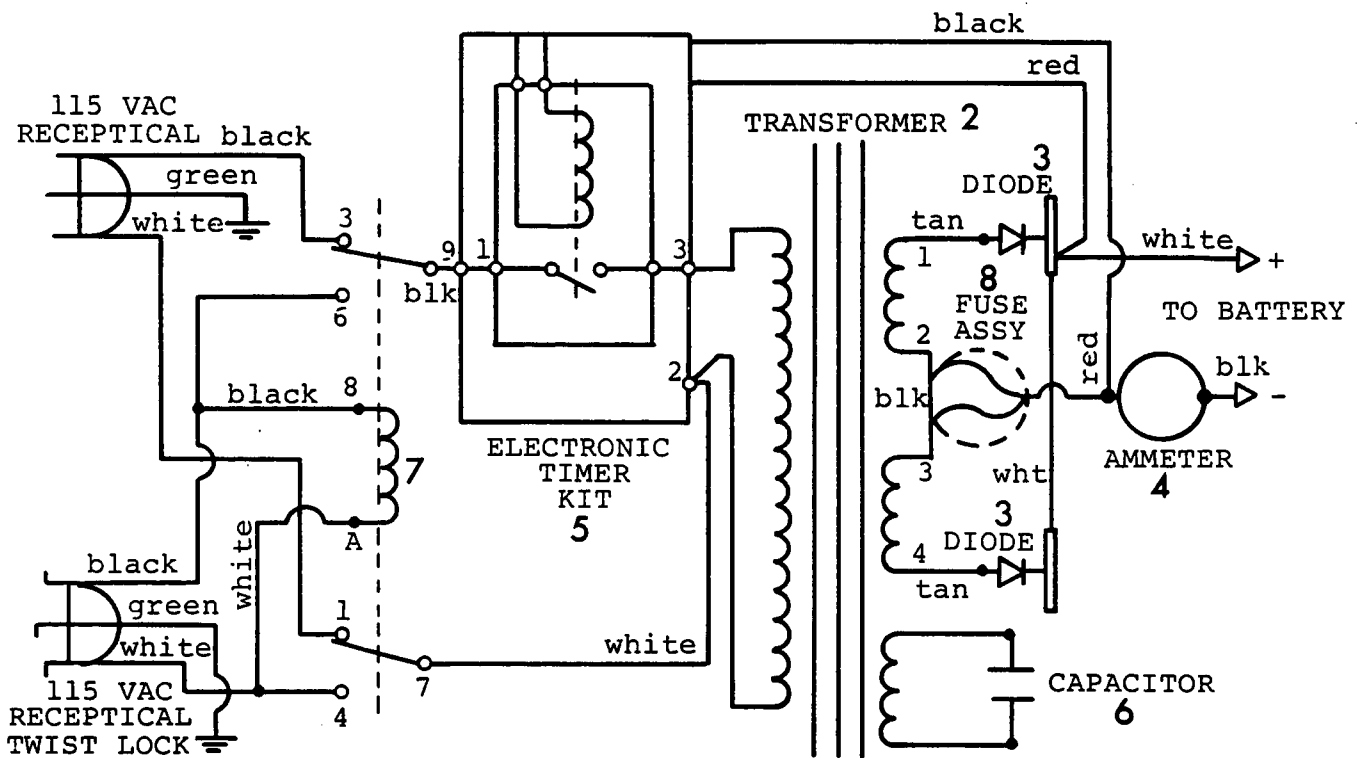 black
red
115 VAC
RECEPTICAL
black
green
white
TRANSFORMER 2
3
DIODE
tan
1
white
+
3
9
1
3
blk
6
8
FUSE
ASSY
TO BATTERY
2
2
red
blk
-
black
8
blk
7
ELECTRONIC
TIMER
KIT
5
3
wht
AMMETER
4
A
white
3
DIODE
4
tan
black
green
white
1
white
7
4
115 VAC
RECEPTICAL
TWIST LOCK
CAPACITOR
6